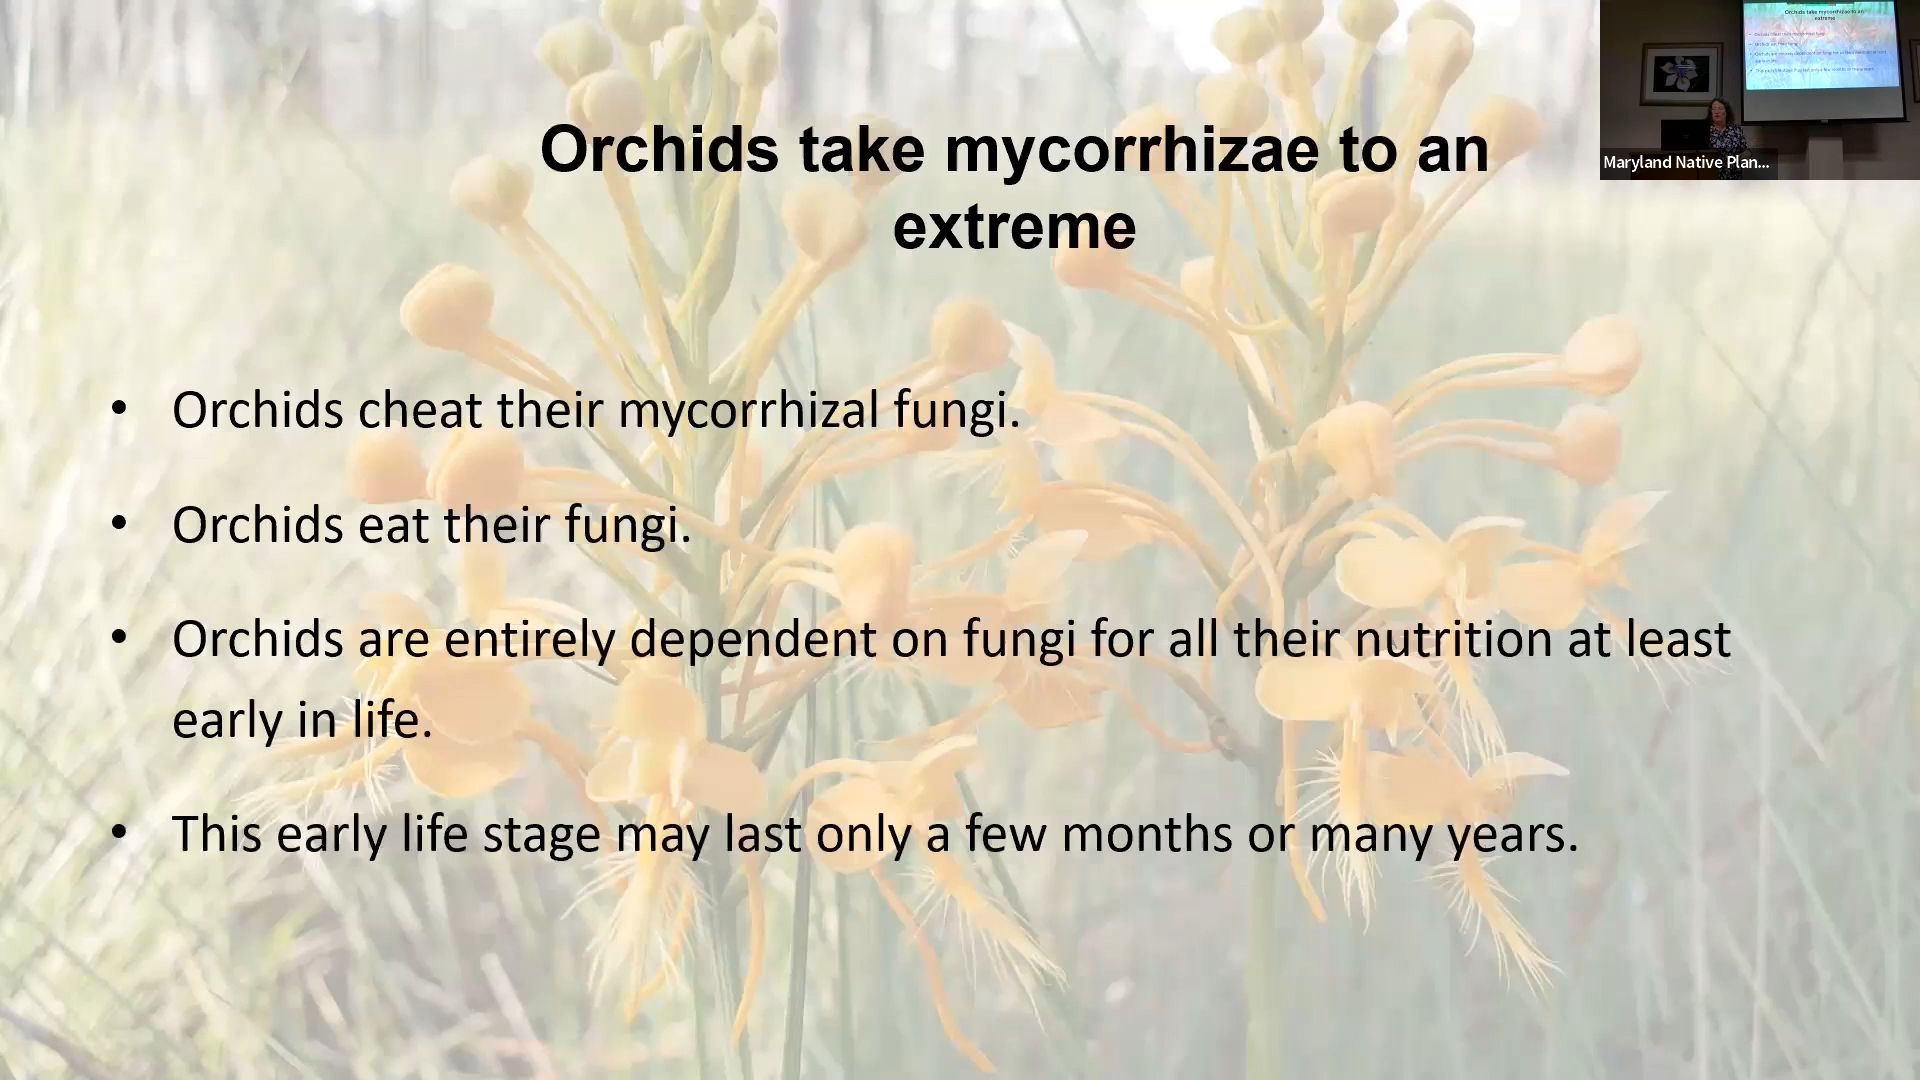 Orchids take mycorrhizae to an
extreme
Maryland Native Plan...
• Orchids cheat their mycorrhizal fungi.
• Orchids eat their fungi.
• Orchids are entirely dependent on fungi for all their nutrition at least
early in life.
• This early life stage may last only a few months or many years.